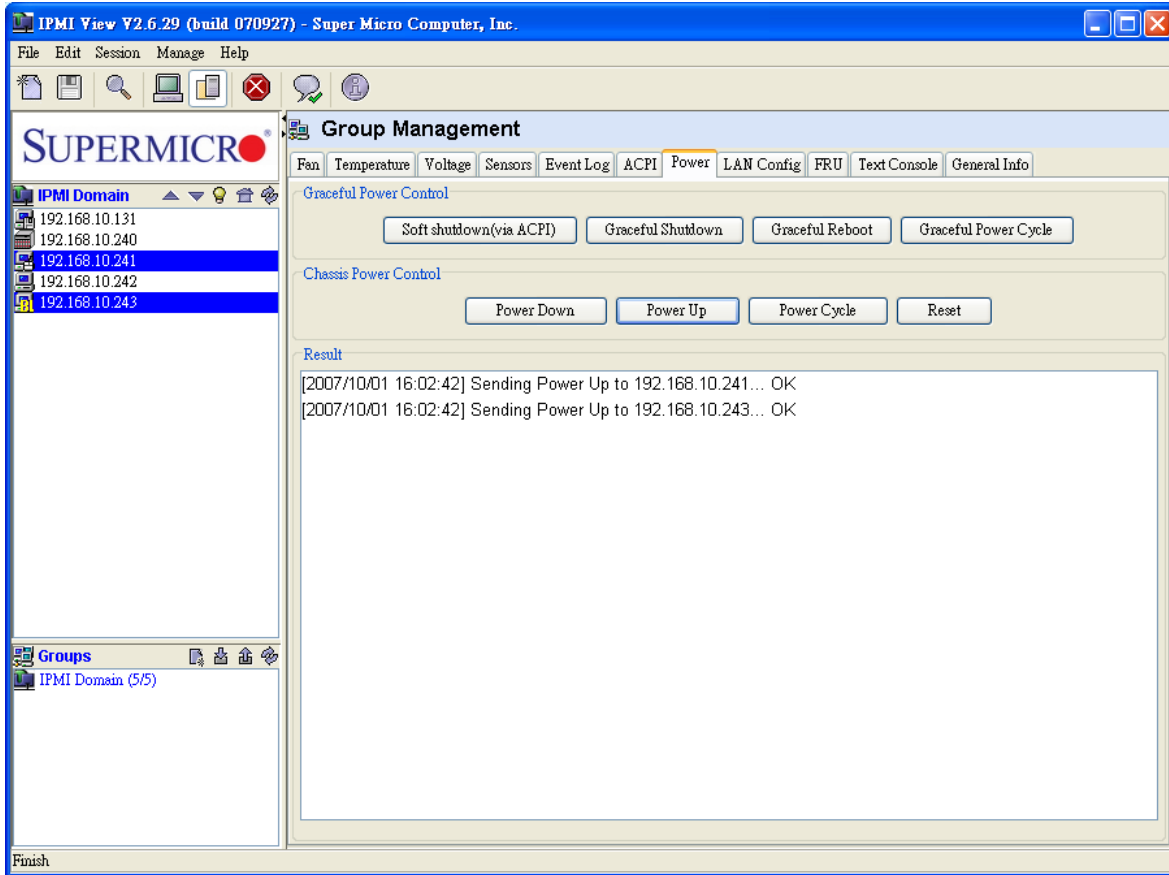 IPMI View V2.6.29 (build 070927) - Super Micro Computer, Inc.
File Edit Session Manage Help
SUPERMICRO
Group Management
Fan Temperature Voltage Sensors Event Log ACPI Power LAN Config FRU Text Console General Info
IPMI Domain
192.168.10.131
192.168.10.240
192.168.10.241
192.168.10.242
192.168.10.243
Graceful Power Control
Soft shutdown(via ACPI) Graceful Shutdown Graceful Reboot Graceful Power Cycle
Chassis Power Control
Power Down Power Up Power Cycle Reset
Result
[2007/10/01 16:02:42] Sending Power Up to 192.168.10.241... OK
[2007/10/01 16:02:42] Sending Power Up to 192.168.10.243... OK
Groups
IPMI Domain (5/5)
Finish